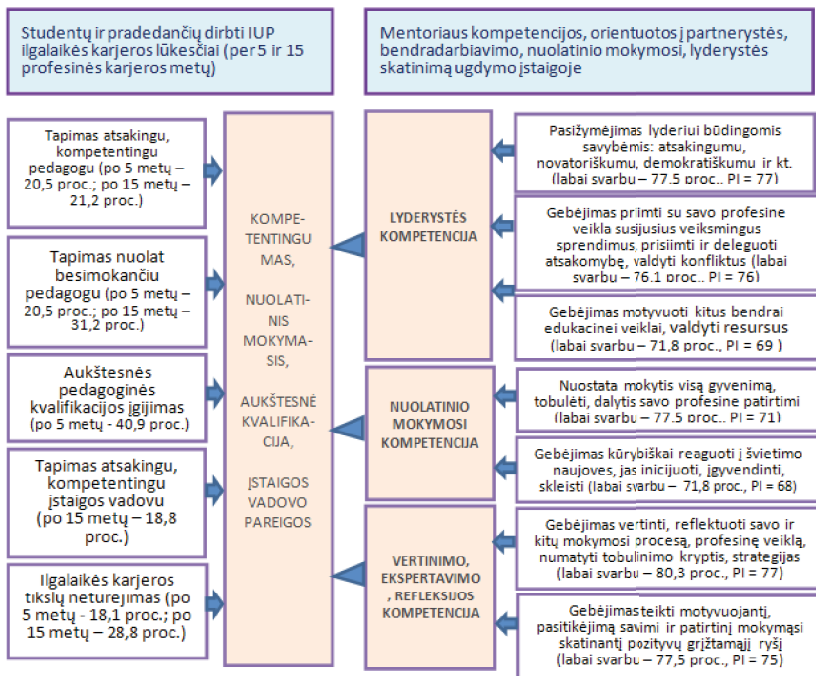 Studentų ir pradedančių dirbti IUP
ilgalaikės karjeros lūkesčiai (per 5 ir 15
profesinės karjeros metų)
Mentoriaus kompetencijos, orientuotos į partnerystės,
bendradarbiavimo, nuolatinio mokymosi, lyderystės
skatinimą ugdymo įstaigoje
Tapimas atsakingu,
kompetentingu
pedagogu (po 5 metų –
20,5 proc.; po 15 metų –
21,2 proc.)
Tapimas nuolat
besimokančiu
pedagogu (po 5 metų –
20,5 proc.; po 15 metų –
31,2 proc.)
Aukštesnės
pedagoginės
kvalifikacijos įgijimas
(po 5 metų - 40,9 proc.)
Tapimas atsakingu,
kompetentingu
įstaigos vadovu
(po 15 metų – 18,8
proc.)
Ilgalaikės karjeros
tikslų neturėjimas (po
5 metų - 18,1 proc.; po
15 metų – 28,8 proc.)
KOMPE-
TENTINGU
MAS,
NUOLATI-
NIS
MOKYMA-
SIS,
AUKŠTESNĖ
KVALIFIKA-
CIJA,
ĮSTAIGOS
VADOVO
PAREIGOS
LYDERYSTĖS
KOMPETENCIJA
NUOLATINIO
MOKYMOSI
KOMPETENCIJA
VERTINIMO,
EKSPERTAVIMO
, REFLEKSIJOS
KOMPETENCIJA
Pasižymėjimas lyderiui būdingomis
savybėmis: atsakingumu,
novatoriškumu, demokratiškumu ir kt.
(labai svarbu – 77.5 proc.. PI = 77)
Gebėjimas priimti su savo profesine
veikla susijusius veiksmingus
sprendimus, prisiimti ir deleguoti
atsakomybę, valdyti konfliktus (labai
svarbu – 76.1 proc.. PI = 76)
Gebėjimas motyvuoti kitus bendrai
edukacinei veiklai, valdyti resursus
(labai svarbu – 71,8 proc., PI = 69 )
Nuostata mokytis visą gyvenimą,
tobulėti, dalytis savo profesine patirtimi
(labai svarbu – 77.5 proc.. PI = 71)
Gebėjimas kūrybiškai reaguoti į švietimo
naujoves, jas inicijuoti, įgyvendinti,
skleisti (labai svarbu – 71,8 proc., PI = 68)
Gebėjimas vertinti, reflektuoti savo ir
kitų mokymosi procesą, profesinę veiklą,
numatyti tobulinimo kryptis, strategijas
(labai svarbu – 80,3 proc., PI = 77)
Gebėjimas teikti motyvuojantį,
pasitikėjimą savimi ir patirtinį mokymąsi
skatinantį pozityvų grįžtamąjį ryšį
(labai svarbu – 77,5 proc., PI = 75)